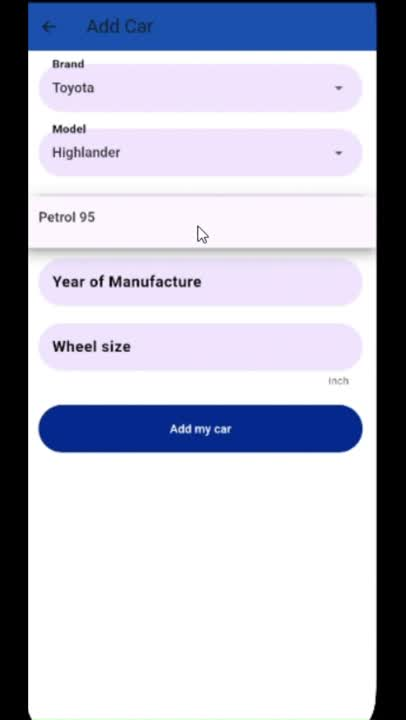 Add Car
Brand
Toyota
Model
Highlander
Petrol 95
Year of Manufacture
Wheel size
inch
Add my car